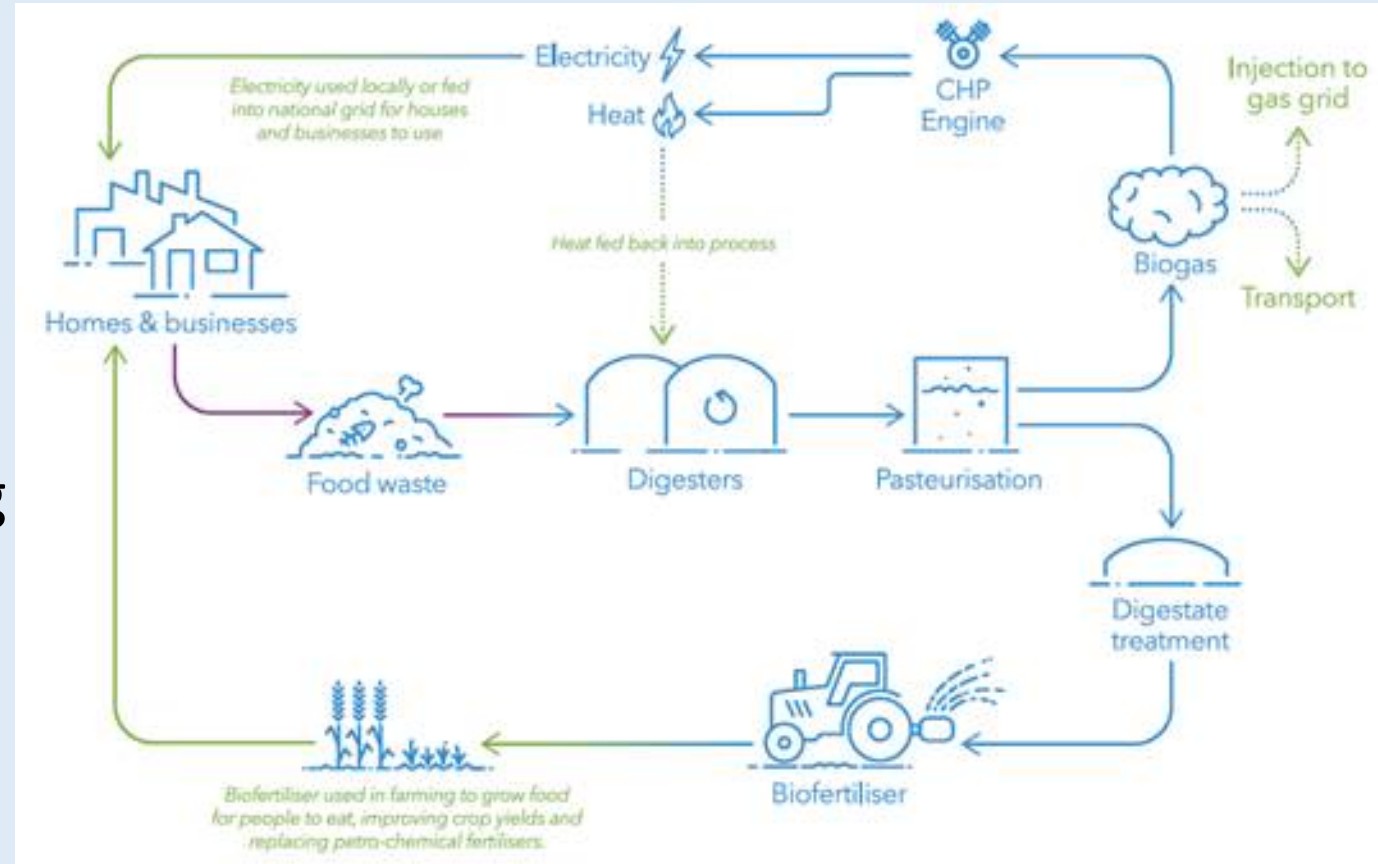 Electricity
Heat
CHP
Engine
Injection to
gas grid
Electricity used locally or fed
into national grid for houses
and businesses to use
Biogas
Transport
Heat fed back into process
Homes & businesses
Food waste
Digesters
Pasteurisation
g
Digestate
treatment
Biofertiliser
Biofertiliser used in farming to grow food
for people to eat, improving crop yields and
replacing petro-chemical fertilisers.